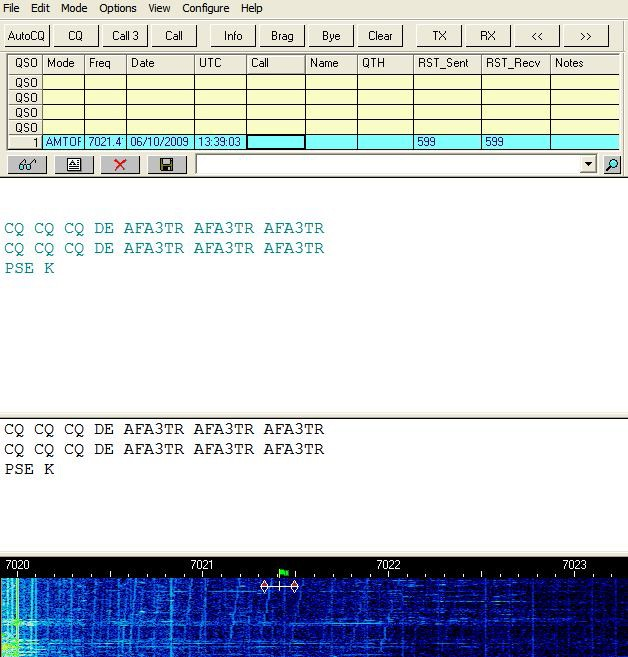 File Edit Mode Options View Configure Help
AutoCQ CQ Call 3 Call Info Brag Bye Clear TX RX << >>
QSO Mode Freq Date UTC Call Name QTH RST_Sent RST_Recv Notes
QSO
QSO
QSO
QSO
1 AMTOF 7021.4 06/10/2009 13:39:03 599 599
CQ CQ CQ DE AFA3TR AFA3TR AFA3TR
CQ CQ CQ DE AFA3TR AFA3TR AFA3TR
PSE K
CQ CQ CQ DE AFA3TR AFA3TR AFA3TR
CQ CQ CQ DE AFA3TR AFA3TR AFA3TR
PSE K
7020 7021 7022 7023